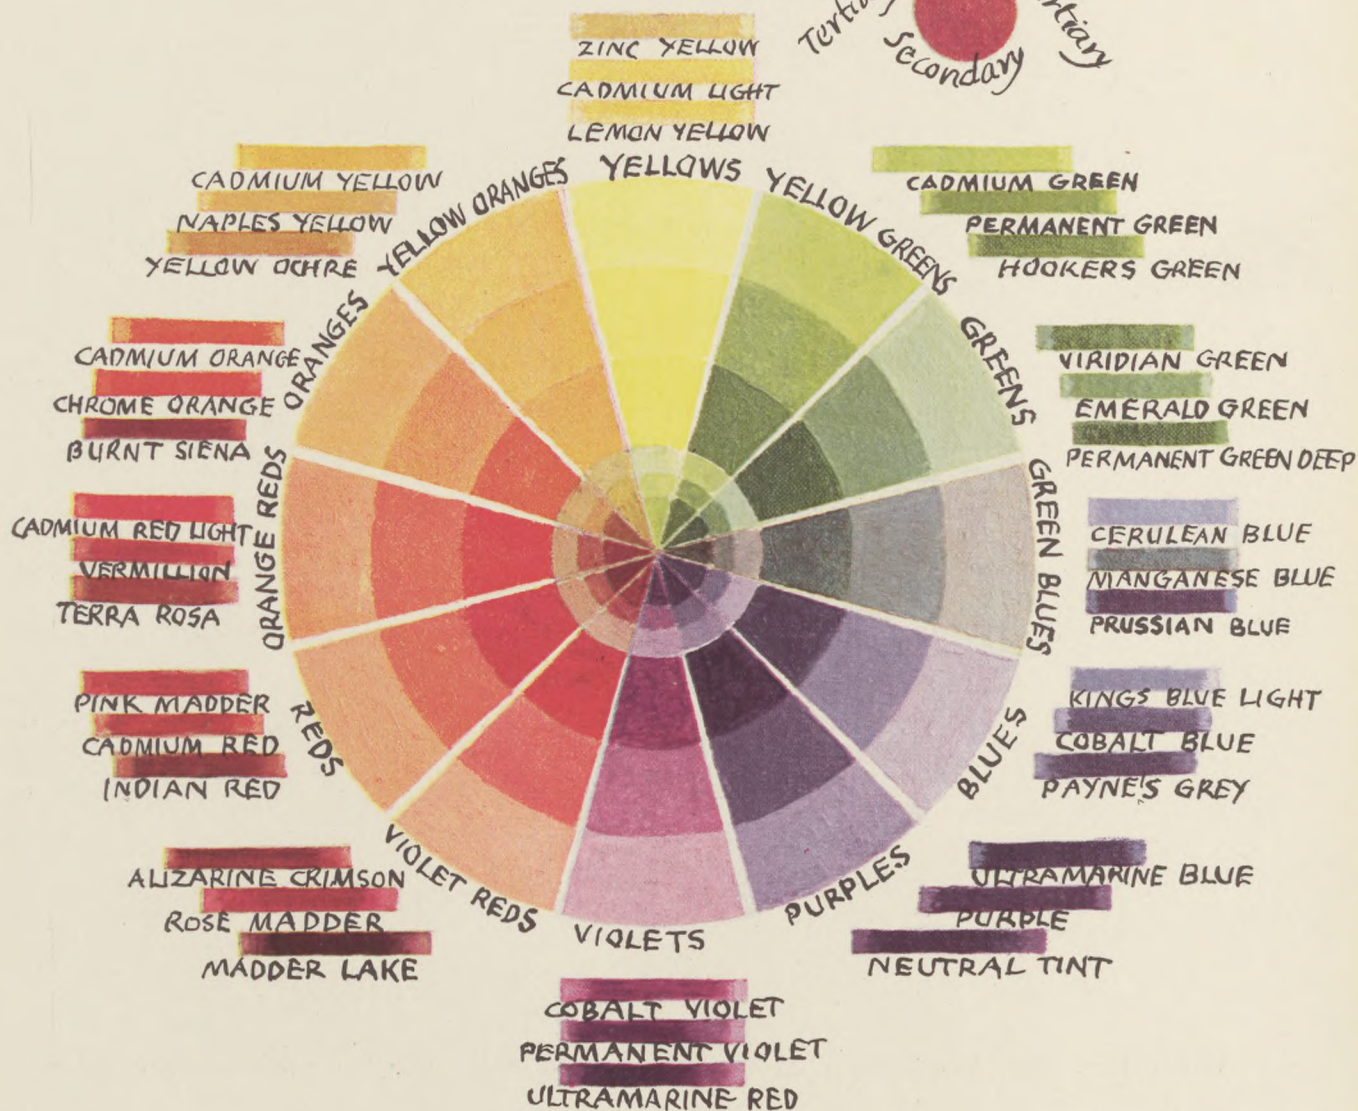 Tertiary
Secondary
ZINC YELLOW
CADMIUM LIGHT
LEMON YELLOW
YELLOWS
YELLOW GREENS
CADMIUM GREEN
PERMANENT GREEN
HOOKERS GREEN
GREENS
VIRIDIAN GREEN
EMERALD GREEN
PERMANENT GREEN DEEP
GREEN BLUES
CERULEAN BLUE
MANGANESE BLUE
PRUSSIAN BLUE
BLUES
KINGS BLUE LIGHT
COBALT BLUE
PAYNE'S GREY
PURPLES
ULTRAMARINE BLUE
PURPLE
NEUTRAL TINT
VIOLETS
COBALT VIOLET
PERMANENT VIOLET
ULTRAMARINE RED
VIOLET REDS
ALIZARINE CRIMSON
ROSE MADDER
MADDER LAKE
REDS
PINK MADDER
CADMIUM RED
INDIAN RED
ORANGE REDS
CADMIUM RED LIGHT
VERMILLION
TERRA ROSA
ORANGES
CADMIUM ORANGE
CHROME ORANGE
BURNT SIENA
YELLOW ORANGES
CADMIUM YELLOW
NAPLES YELLOW
YELLOW OCHRE